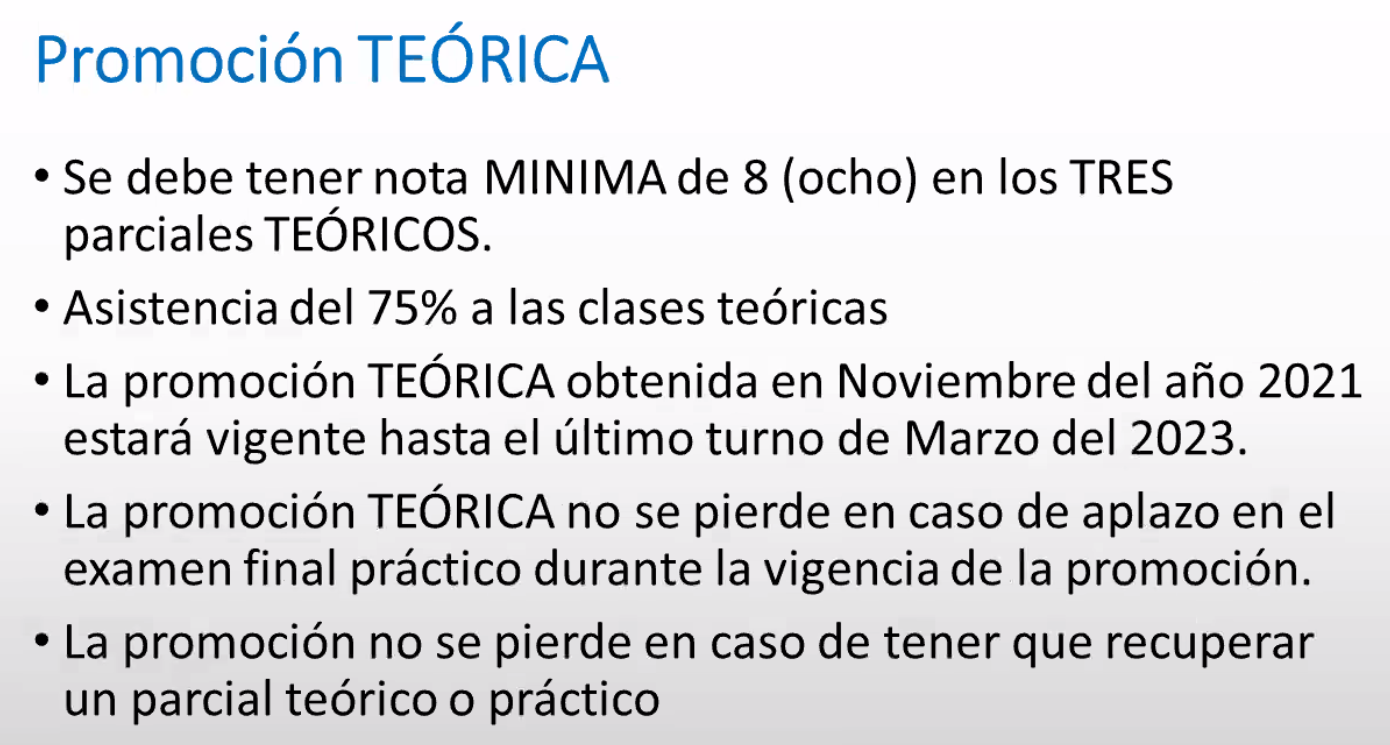 Promoción TEÓRICA
• Se debe tener nota MINIMA de 8 (ocho) en los TRES
parciales TEÓRICOS.
• Asistencia del 75% a las clases teóricas
• La promoción TEÓRICA obtenida en Noviembre del año 2021
estará vigente hasta el último turno de Marzo del 2023.
• La promoción TEÓRICA no se pierde en caso de aplazo en el
examen final práctico durante la vigencia de la promoción.
• La promoción no se pierde en caso de tener que recuperar
un parcial teórico o práctico